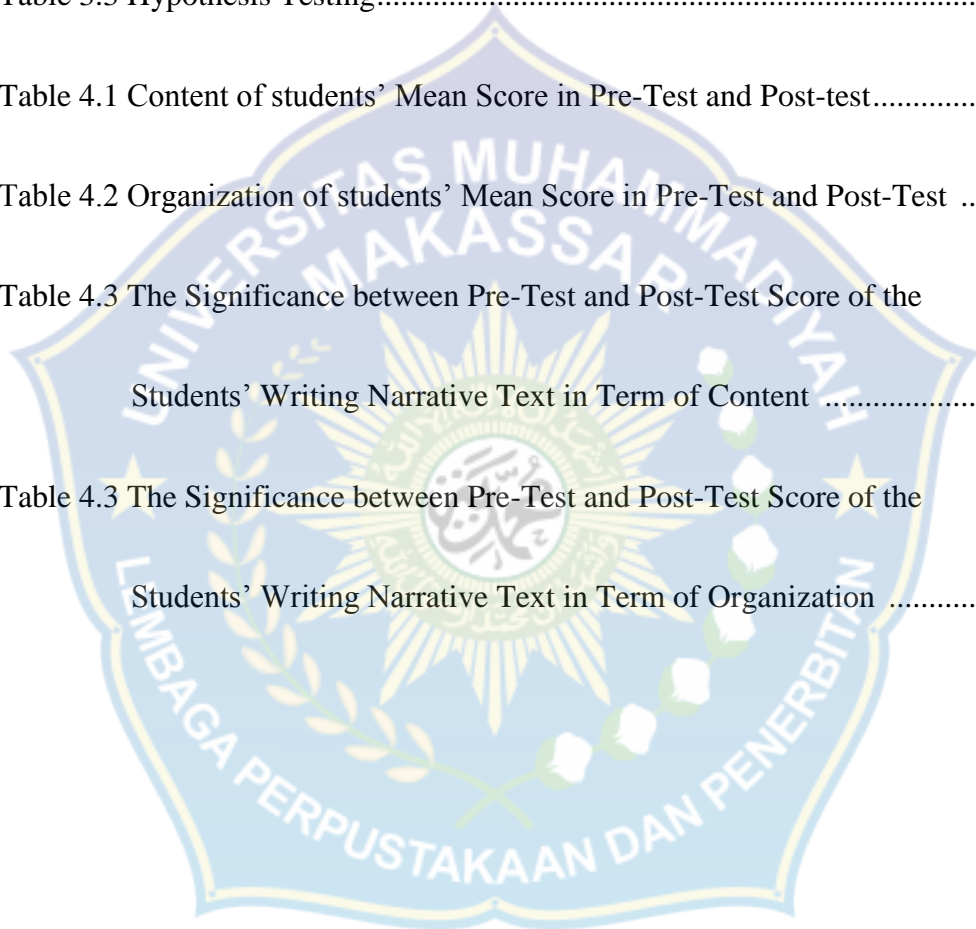 Table 3.3 Hypothesis Testing................................................................................
Table 4.1 Content of students’ Mean Score in Pre-Test and Post-test.............
Table 4.2 Organization of students’ Mean Score in Pre-Test and Post-Test ..
Table 4.3 The Significance between Pre-Test and Post-Test Score of the
Students’ Writing Narrative Text in Term of Content ...................
Table 4.3 The Significance between Pre-Test and Post-Test Score of the
Students’ Writing Narrative Text in Term of Organization ...........
UNIVERSITAS MUHAMMADIYAH
MAKASSAR
LEMBAGA PERPUSTAKAAN DAN PENERBITAN